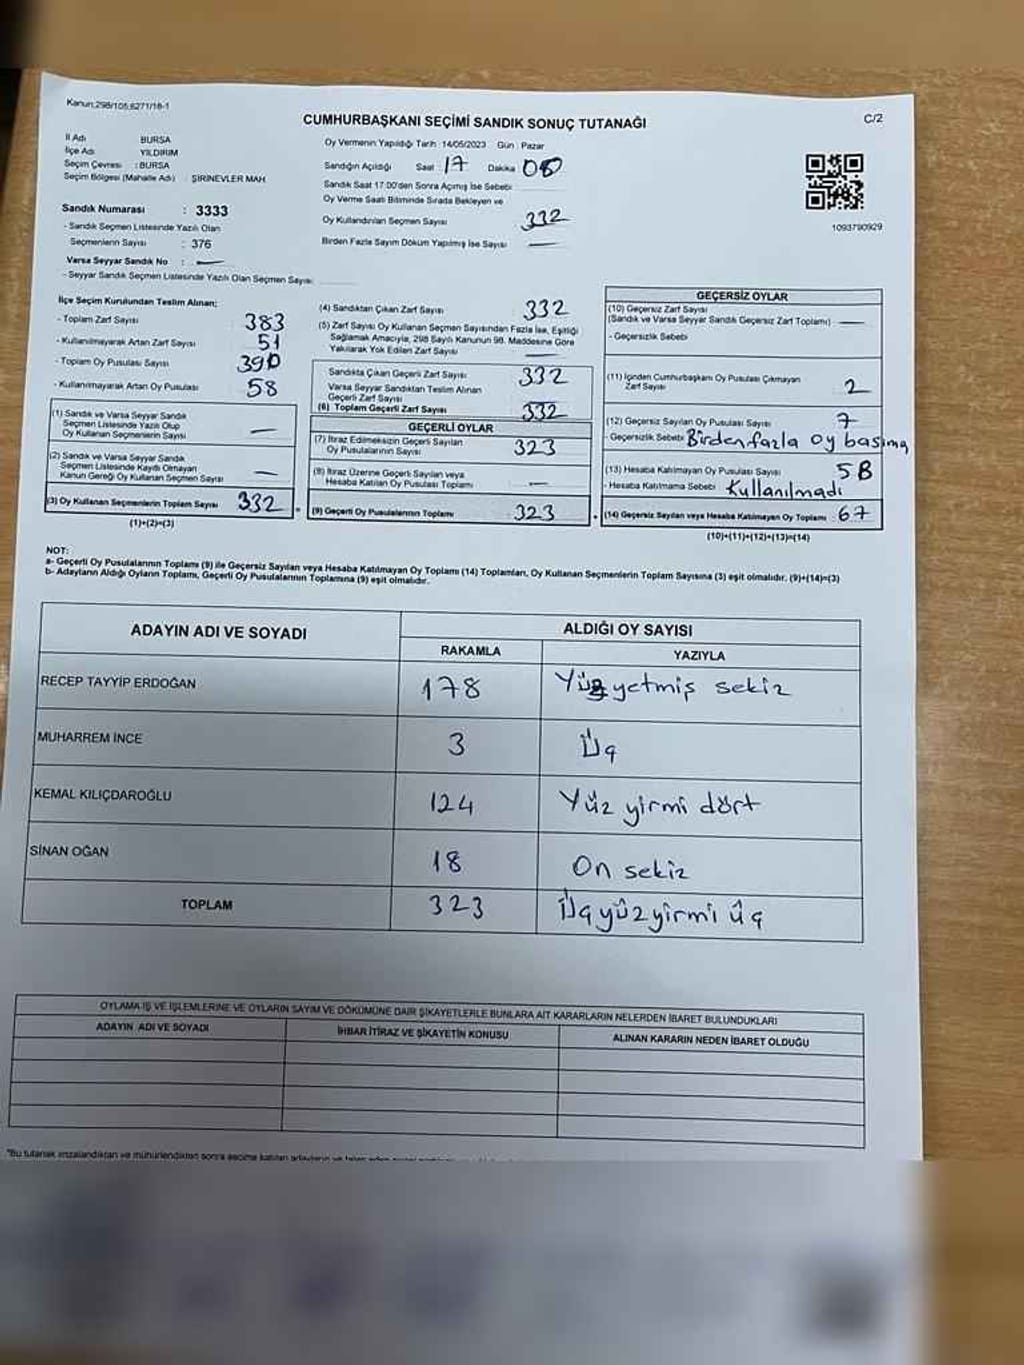 Kanun;298/105;6271/18-1
CUMHURBAŞKANI SEÇİMİ SANDIK SONUÇ TUTANAĞI
C/2
İl Adı BURSA
İlçe Adı YILDIRIM
Seçim Çevresi : BURSA
Seçim Bölgesi (Mahalle Adı) : ŞİRİNEVLER MAH.
Sandık Numarası : 3333
- Sandık Seçmen Listesinde Yazılı Olan
Seçmenlerin Sayısı : 376
Varsa Seyyar Sandık No : —
- Seyyar Sandık Seçmen Listesinde Yazılı Olan Seçmen Sayısı:
Oy Vermenin Yapıldığı Tarih : 14/05/2023 Gün : Pazar
Sandığın Açıldığı Saat : 17 Dakika 00
Sandık Saat 17:00'den Sonra Açımış İse Sebebi:
Oy Verme Saati Bitiminde Sırada Bekleyen ve
Oy Kullandırılan Seçmen Sayısı 332
Birden Fazla Sayım Döküm Yapılmış İse Sayısı —
1093790929
İlçe Seçim Kurulundan Teslim Alınan;
- Toplam Zarf Sayısı 383
- Kullanılmayarak Artan Zarf Sayısı 51
- Toplam Oy Pusulası Sayısı 390
- Kullanılmayarak Artan Oy Pusulası 58
(1) Sandık ve Varsa Seyyar Sandık
Seçmen Listesinde Yazılı Olup
Oy Kullanan Seçmenlerin Sayısı —
(2) Sandık ve Varsa Seyyar Sandık
Seçmen Listesinde Kaydı Olmayan
Kanun Gereği Oy Kullanan Seçmen Sayısı —
(3) Oy Kullanan Seçmenlerin Toplam Sayısı 332
(1)+(2)=(3)
(4) Sandıktan Çıkan Zarf Sayısı 332
(5) Zarf Sayısı Oy Kullanan Seçmen Sayısından Fazla İse, Eşitliği
Sağlamak Amacıyla, 298 Sayılı Kanunun 98. Maddesine Göre
Yakılarak Yok Edilen Zarf Sayısı —
Sandıkta Çıkan Geçerli Zarf Sayısı 332
Varsa Seyyar Sandıktan Teslim Alınan
Geçerli Zarf Sayısı
(6) Toplam Geçerli Zarf Sayısı 332
GEÇERLİ OYLAR
(7) İtiraz Edilmeksizin Geçerli Sayılan
Oy Pusulalarının Sayısı 323
(8) İtiraz Üzerine Geçerli Sayılan veya
Hesaba Katılan Oy Pusulası Toplamı —
(9) Geçerli Oy Pusulalarının Toplamı 323
GEÇERSİZ OYLAR
(10) Geçersiz Zarf Sayısı
(Sandık ve Varsa Seyyar Sandık Geçersiz Zarf Toplamı) —
- Geçersizlik Sebebi
(11) İçinden Cumhurbaşkanı Oy Pusulası Çıkmayan
Zarf Sayısı 2
(12) Geçersiz Sayılan Oy Pusulası Sayısı 7
- Geçersizlik Sebebi Birden fazla oy basıma
(13) Hesaba Katılmayan Oy Pusulası Sayısı 58
- Hesaba Katılmama Sebebi Kullanılmadı
(14) Geçersiz Sayılan veya Hesaba Katılmayan Oy Toplamı 67
(10)+(11)+(12)+(13)=(14)
NOT:
a- Geçerli Oy Pusulalarının Toplamı (9) ile Geçersiz Sayılan veya Hesaba Katılmayan Oy Toplamı (14) Toplamları, Oy Kullanan Seçmenlerin Toplam Sayısına (3) eşit olmalıdır. (9)+(14)=(3)
b- Adayların Aldığı Oyların Toplamı, Geçerli Oy Pusulalarının Toplamına (9) eşit olmalıdır.
ADAYIN ADI VE SOYADI
ALDIĞI OY SAYISI
RAKAMLA YAZIYLA
RECEP TAYYİP ERDOĞAN 178 Yüz yetmiş sekiz
MUHARREM İNCE 3 Üç
KEMAL KILIÇDAROĞLU 124 Yüz yirmi dört
SİNAN OĞAN 18 On sekiz
TOPLAM 323 Üçyüzyirmi üç
OYLAMA İŞ VE İŞLEMLERİNE VE OYLARIN SAYIM VE DÖKÜMÜNE DAİR ŞİKAYETLERLE BUNLARA AİT KARARLARIN NELERDEN İBARET BULUNDUKLARI
ADAYIN ADI VE SOYADI İHBAR İTİRAZ VE ŞİKAYETİN KONUSU ALINAN KARARIN NEDEN İBARET OLDUĞU
"Bu tutanak imzalandıktan ve mühürlendikten sonra seçime katılan adayların ve